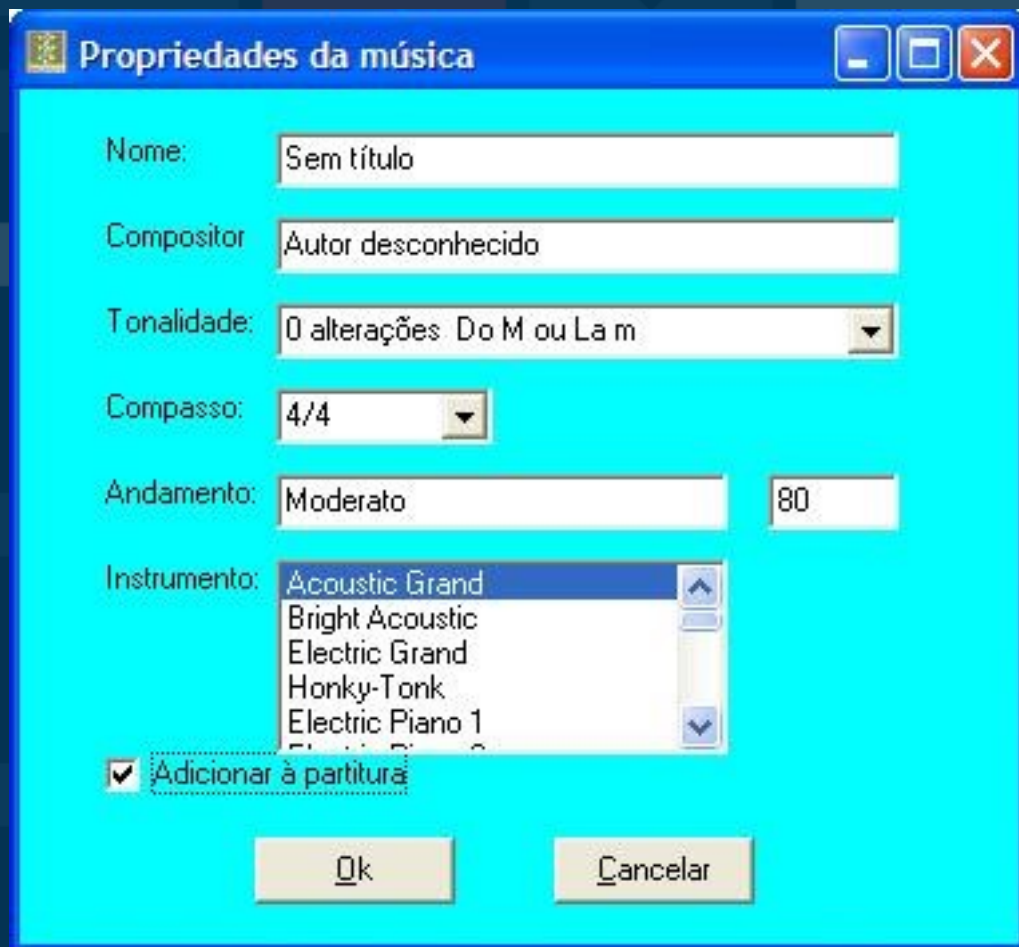 Propriedades da música
Nome: Sem título
Compositor Autor desconhecido
Tonalidade: 0 alterações Do M ou La m
Compasso: 4/4
Andamento: Moderato 80
Instrumento: Acoustic Grand
Bright Acoustic
Electric Grand
Honky-Tonk
Electric Piano 1
Adicionar à partitura
Ok Cancelar